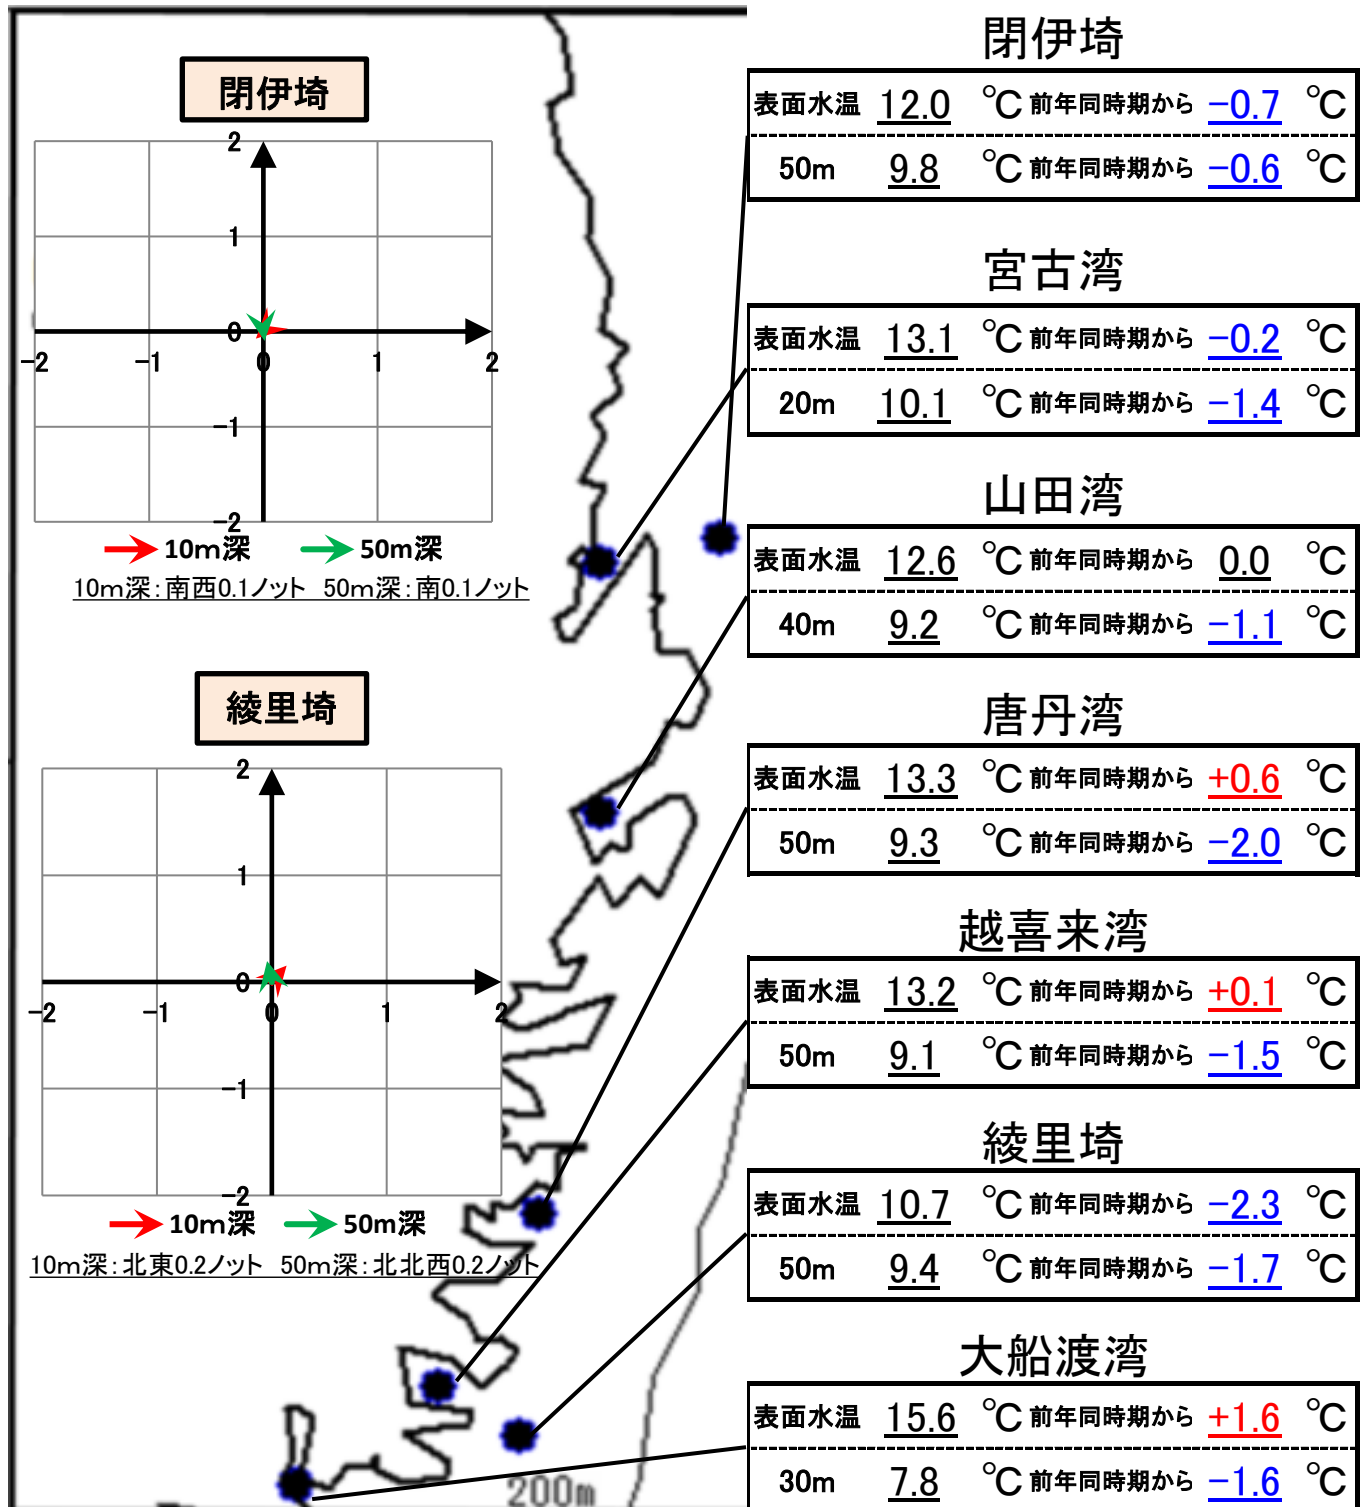 閉伊埼
2
1
0
-2
-1
0
1
2
-1
-2
10m深 50m深
10m深：南西0.1ノット 50m深：南0.1ノット
綾里埼
2
1
0
-2
-1
0
1
2
-1
-2
10m深 50m深
10m深：北東0.2ノット 50m深：北北西0.2ノット
200m
閉伊埼
表面水温 12.0 ℃ 前年同時期から −0.7 ℃
50m 9.8 ℃ 前年同時期から −0.6 ℃
宮古湾
表面水温 13.1 ℃ 前年同時期から −0.2 ℃
20m 10.1 ℃ 前年同時期から −1.4 ℃
山田湾
表面水温 12.6 ℃ 前年同時期から 0.0 ℃
40m 9.2 ℃ 前年同時期から −1.1 ℃
唐丹湾
表面水温 13.3 ℃ 前年同時期から +0.6 ℃
50m 9.3 ℃ 前年同時期から −2.0 ℃
越喜来湾
表面水温 13.2 ℃ 前年同時期から +0.1 ℃
50m 9.1 ℃ 前年同時期から −1.5 ℃
綾里埼
表面水温 10.7 ℃ 前年同時期から −2.3 ℃
50m 9.4 ℃ 前年同時期から −1.7 ℃
大船渡湾
表面水温 15.6 ℃ 前年同時期から +1.6 ℃
30m 7.8 ℃ 前年同時期から −1.6 ℃